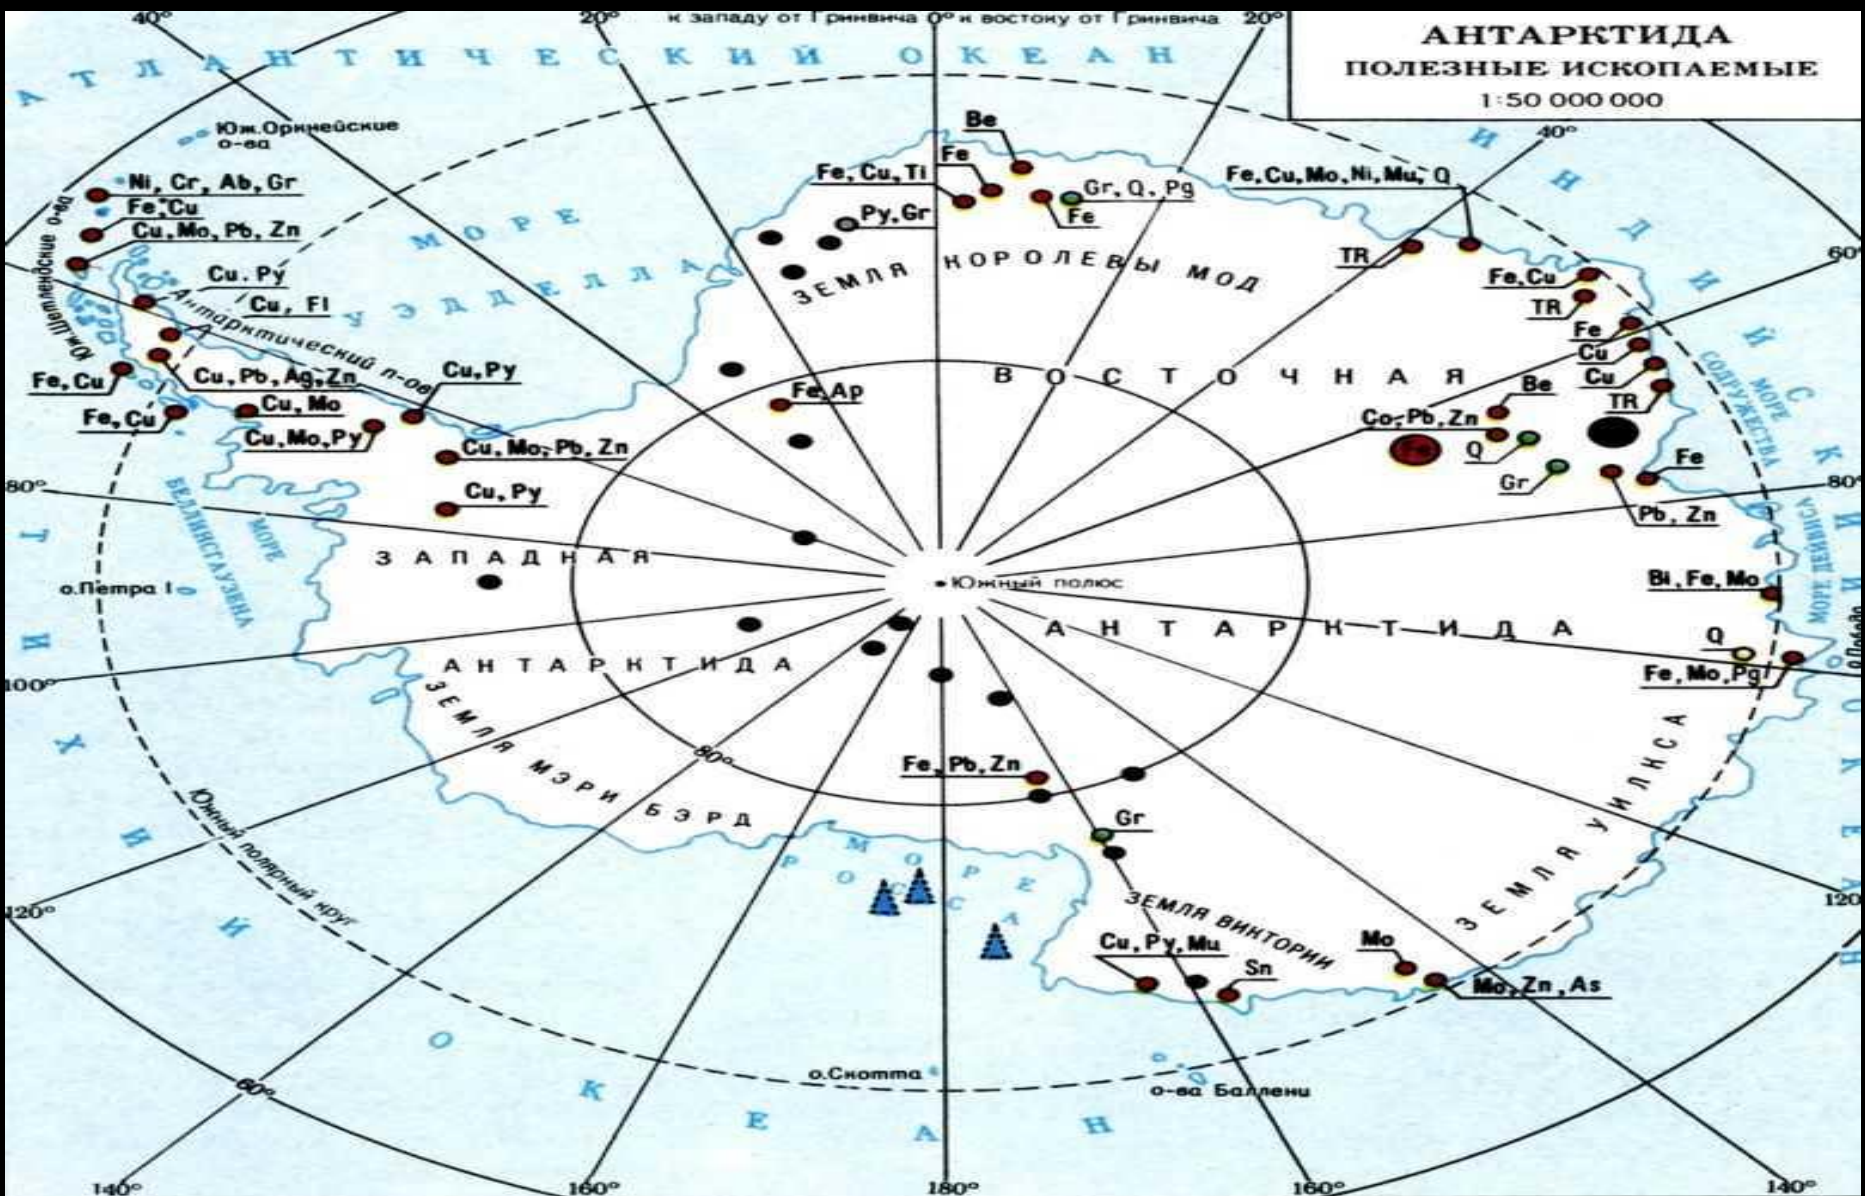 40°
20°
к западу от Гринвича 0° к востоку от Гринвича
20°
АНТАРКТИДА
ПОЛЕЗНЫЕ ИСКОПАЕМЫЕ
1:50 000 000
АТЛАНТИЧЕСКИЙ ОКЕАН
Юж. Оркнейские
о-ва
Be
40°
Fe
Fe, Cu, Ti
Fe, Cu, Mo, Ni, Mu, Q
Ni, Cr, Ab, Gr
Gr, Q, Pg
Fe, Cu
Py, Gr
Fe
МОРЕ
УЭДДЕЛЛА
Cu, Mo, Pb, Zn
Юж. Шетлендские о-ва
TR
60°
ЗЕМЛЯ КОРОЛЕВЫ МОД
Cu. Py
Fe, Cu
Cu, Fl
TR
Антарктический п-ов
Fe
Cu
Fe, Cu
Cu, Pb, Ag, Zn
Cu, Py
ВОСТОЧНАЯ
Cu
МОРЕ
СОДРУЖЕСТВА
Fe, Ap
Be
TR
Fe, Cu
Cu, Mo
Co, Pb, Zn
Cu, Mo, Py
Fe
Q
Cu, Mo, Pb, Zn
Fe
80°
Cu, Py
Gr
80°
Pb, Zn
МОРЕ
БЕЛЛИНСГАУЗЕНА
МОРЕ ДЕЙВИСА
ЗАПАДНАЯ
о.Петра I
Южный полюс
Bi, Fe, Mo
АНТАРКТИДА
Q
о.Победа
АНТАРКТИДА
Fe, Mo, Pg
100°
ЗЕМЛЯ МЭРИ БЭРД
80°
Fe, Pb, Zn
ЗЕМЛЯ УИЛКСА
Южный полярный круг
Gr
МОРЕ
РОССА
120°
120°
ЗЕМЛЯ ВИКТОРИИ
Cu, Py, Mu
Mo
Sn
Mo, Zn, As
ИНДИЙСКИЙ ОКЕАН
ТИХИЙ ОКЕАН
о.Скотта
60°
о-ва Баллени
140°
160°
180°
160°
140°